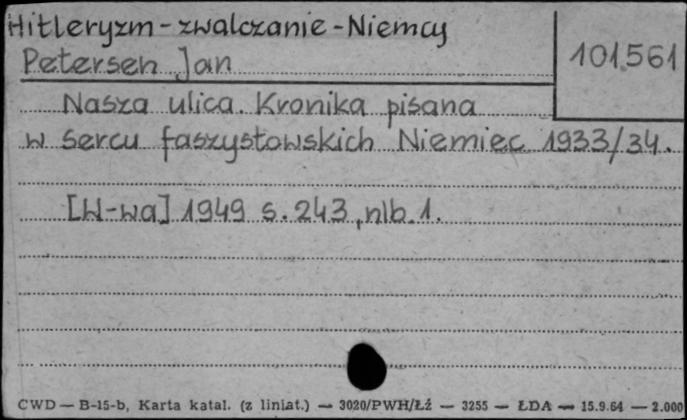 Hitleryzm - zwalczanie - Niemcy
Petersen Jan
101.561
Nasza ulica. Kronika pisana
w sercu faszystowskich Niemiec 1933/34.
[W-wa] 1949 s. 243, nlb. 1.
CWD — B-15-b, Karta katal. (z liniat.) — 3020/PWH/Łź — 3255 — ŁDA — 15.9.64 — 2.000